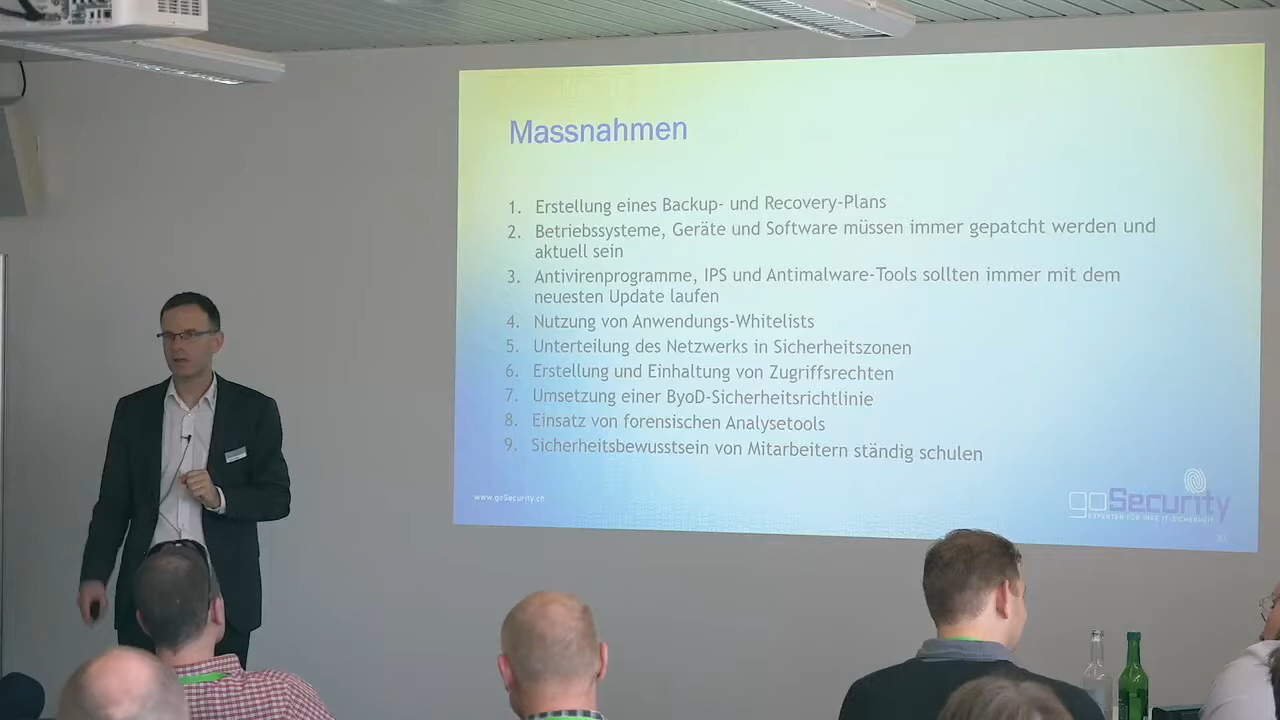 Massnahmen
1. Erstellung eines Backup- und Recovery-Plans
2. Betriebssysteme, Geräte und Software müssen immer gepatcht werden und
aktuell sein
3. Antivirenprogramme, IPS und Antimalware-Tools sollten immer mit dem
neuesten Update laufen
4. Nutzung von Anwendungs-Whitelists
5. Unterteilung des Netzwerks in Sicherheitszonen
6. Erstellung und Einhaltung von Zugriffsrechten
7. Umsetzung einer ByoD-Sicherheitsrichtlinie
8. Einsatz von forensischen Analysetools
9. Sicherheitsbewusstsein von Mitarbeitern ständig schulen
www.goSecurity.ch
goSecurity
EXPERTEN FÜR IHRE IT-SICHERHEIT